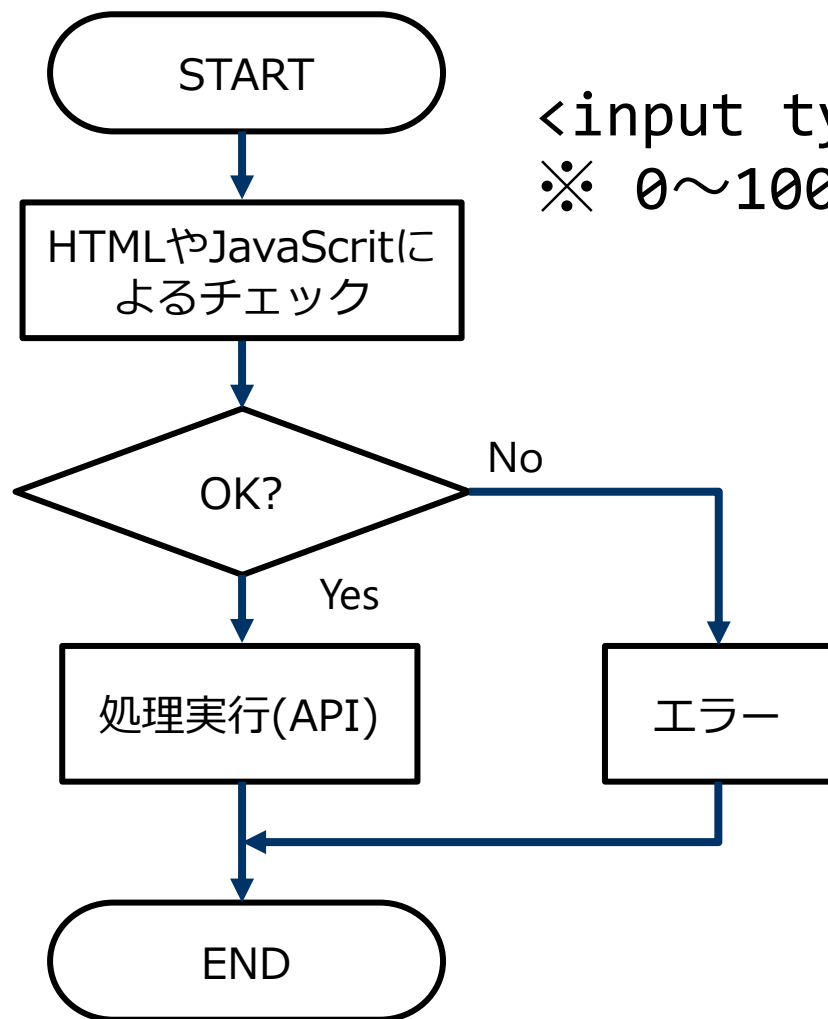 START
<input ty
※ 0～100
HTMLやJavaScritに
よるチェック
OK?
No
Yes
処理実行(API)
エラー
END